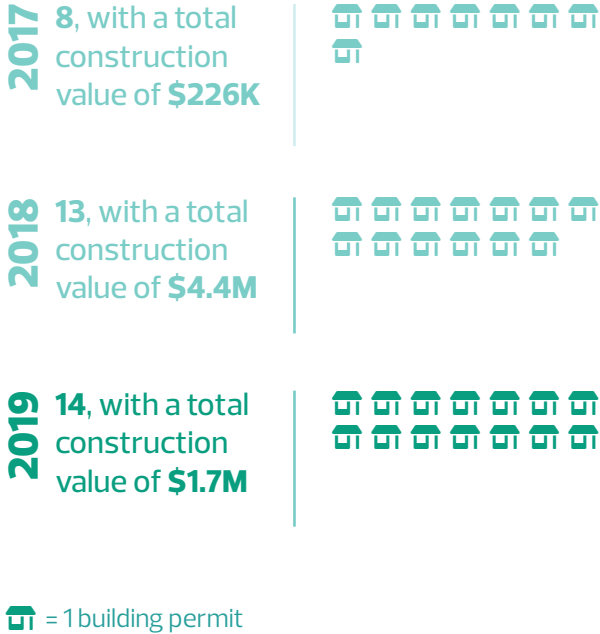 2017
8, with a total
construction
value of $226K
2018
13, with a total
construction
value of $4.4M
2019
14, with a total
construction
value of $1.7M
= 1 building permit